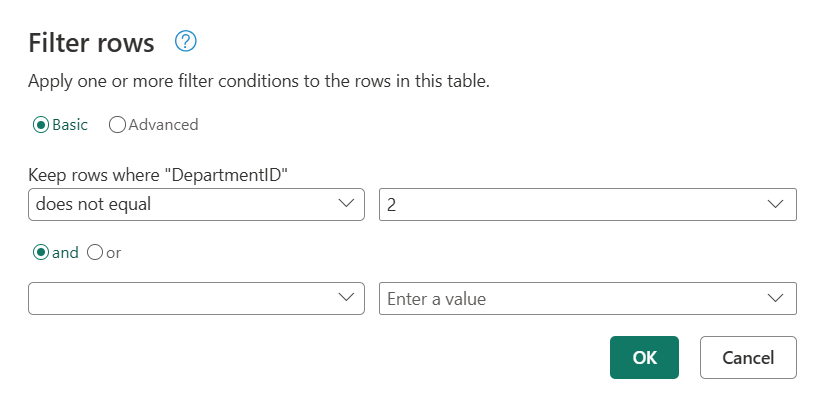 Filter rows ?
Apply one or more filter conditions to the rows in this table.
Basic Advanced
Keep rows where "DepartmentID"
does not equal 2
and or
Enter a value
OK Cancel